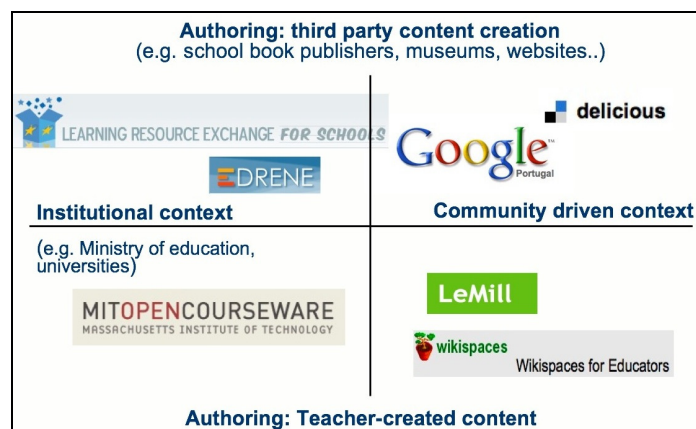 Authoring: third party content creation
(e.g. school book publishers, museums, websites..)
LEARNING RESOURCE EXCHANGE FOR SCHOOLS
EDRENE
delicious
Google™
Portugal
Institutional context
Community driven context
(e.g. Ministry of education,
universities)
MITOPENCOURSEWARE
MASSACHUSETTS INSTITUTE OF TECHNOLOGY
LeMill
wikispaces
Wikispaces for Educators
Authoring: Teacher-created content